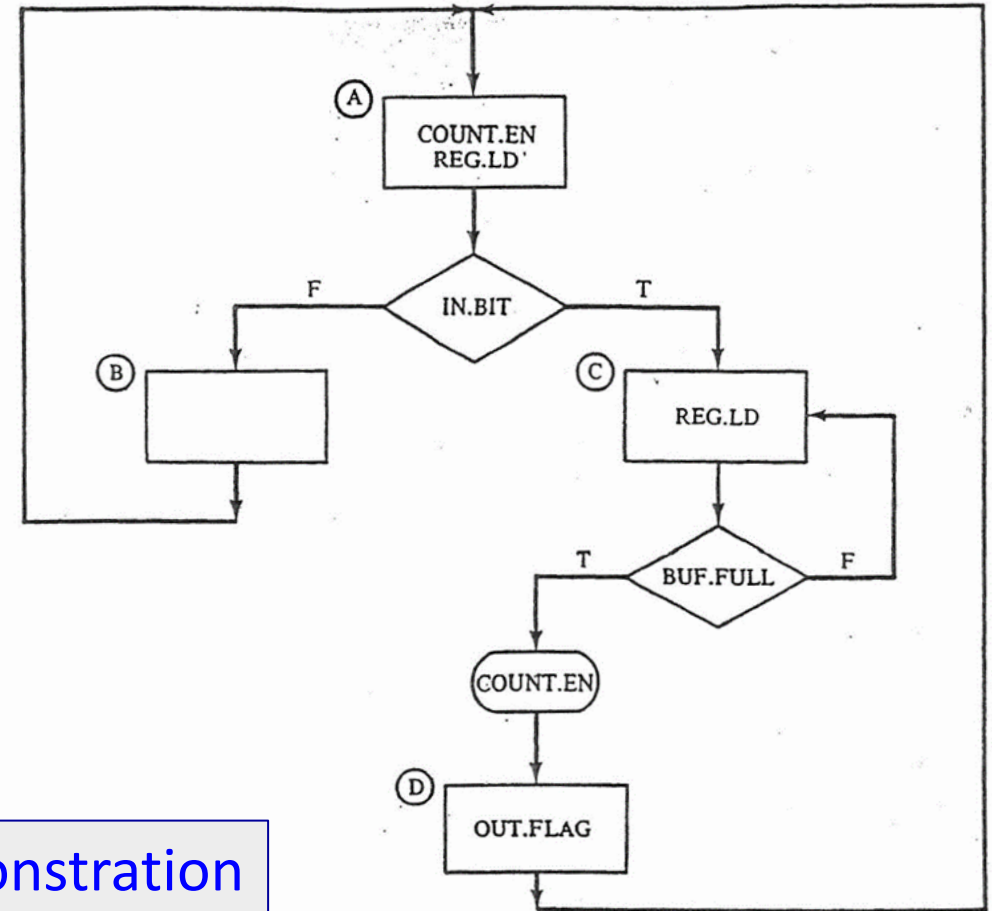 A
COUNT.EN
REG.LD
F
IN.BIT
T
B
C
REG.LD
T
BUF.FULL
F
COUNT.EN
D
OUT.FLAG
onstration